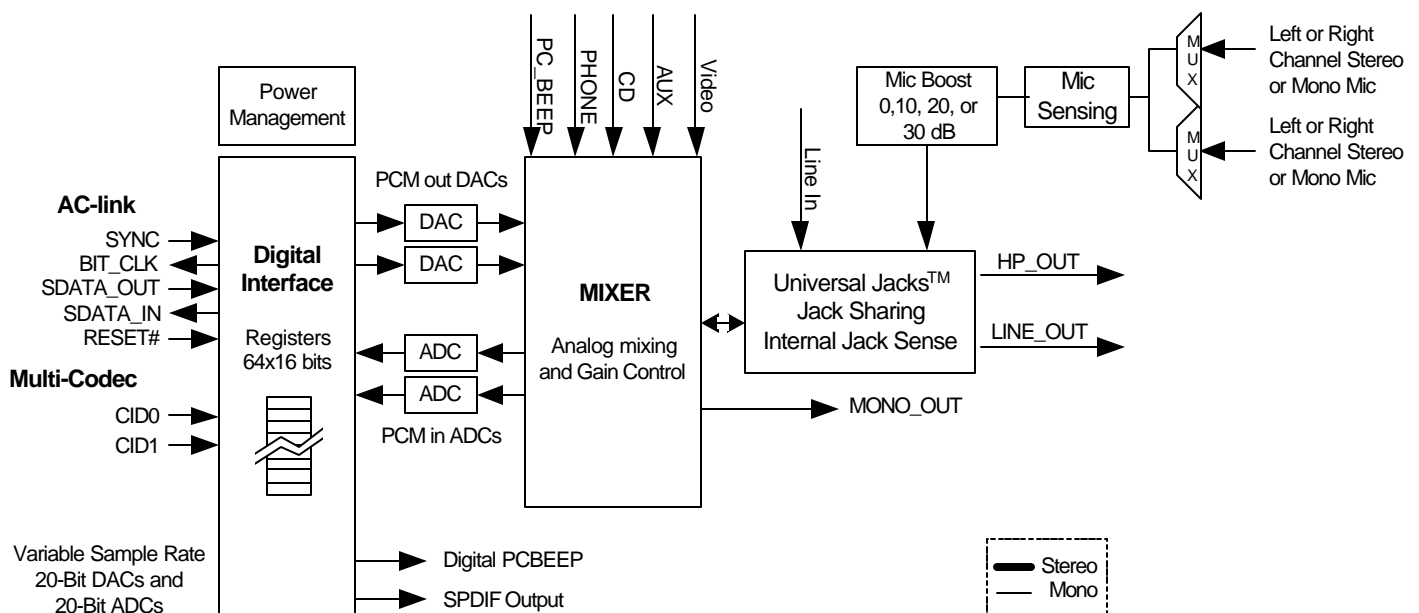 PC_BEEP
PHONE
CD
AUX
Video
Power
Management
Mic Boost
0,10, 20, or
30 dB
Mic
Sensing
MUX
Left or Right
Channel Stereo
or Mono Mic
MUX
Left or Right
Channel Stereo
or Mono Mic
Line In
AC-link
SYNC
BIT_CLK
SDATA_OUT
SDATA_IN
RESET#
Multi-Codec
CID0
CID1
Variable Sample Rate
20-Bit DACs and
20-Bit ADCs
Digital
Interface
Registers
64x16 bits
PCM out DACs
DAC
DAC
ADC
ADC
PCM in ADCs
MIXER
Analog mixing
and Gain Control
Universal Jacks™
Jack Sharing
Internal Jack Sense
HP_OUT
LINE_OUT
MONO_OUT
Digital PCBEEP
SPDIF Output
Stereo
Mono